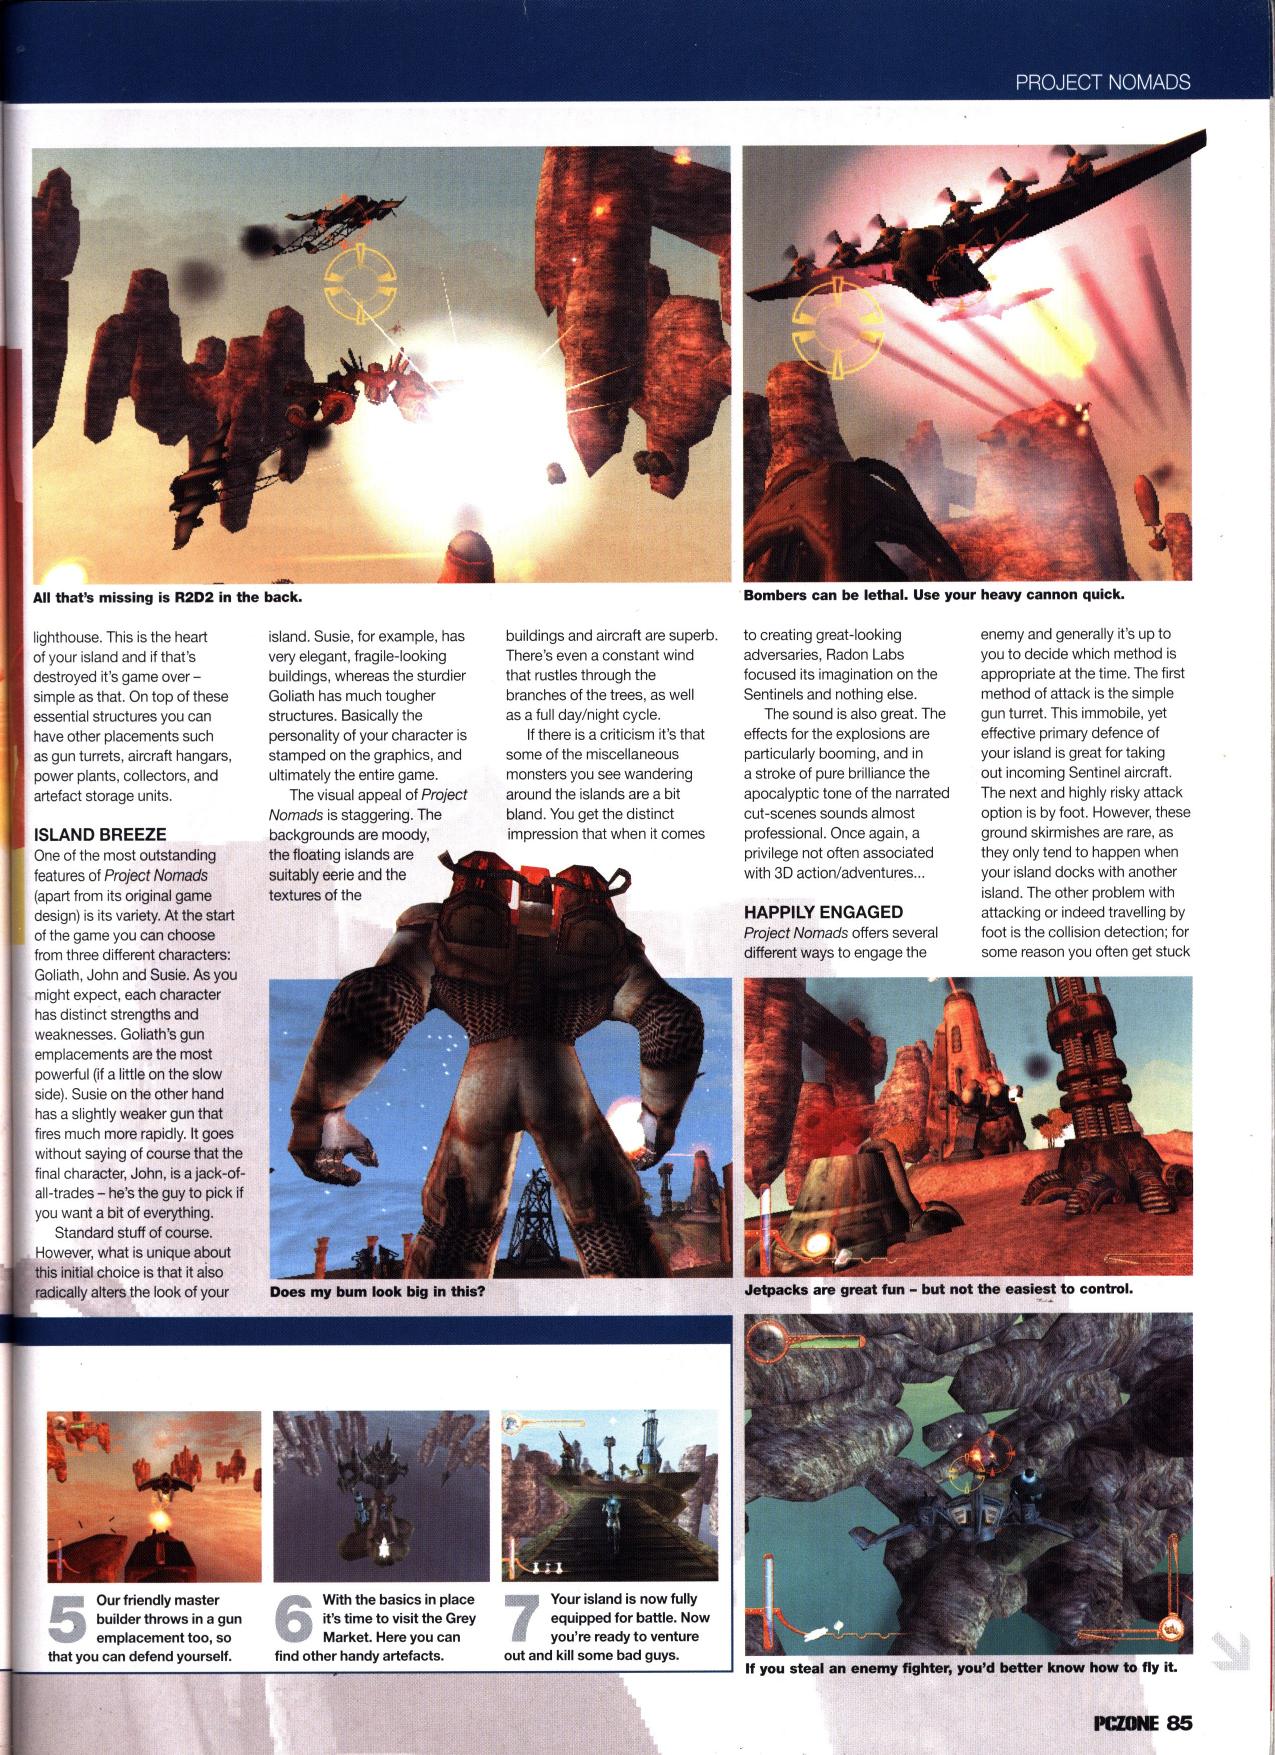 PROJECT NOMADS
All that's missing is R2D2 in the back.
Bombers can be lethal. Use your heavy cannon quick.
lighthouse. This is the heart
of your island and if that's
destroyed it's game over –
simple as that. On top of these
essential structures you can
have other placements such
as gun turrets, aircraft hangars,
power plants, collectors, and
artefact storage units.
ISLAND BREEZE
One of the most outstanding
features of Project Nomads
(apart from its original game
design) is its variety. At the start
of the game you can choose
from three different characters:
Goliath, John and Susie. As you
might expect, each character
has distinct strengths and
weaknesses. Goliath's gun
emplacements are the most
powerful (if a little on the slow
side). Susie on the other hand
has a slightly weaker gun that
fires much more rapidly. It goes
without saying of course that the
final character, John, is a jack-of-
all-trades – he's the guy to pick if
you want a bit of everything.
Standard stuff of course.
However, what is unique about
this initial choice is that it also
radically alters the look of your
island. Susie, for example, has
very elegant, fragile-looking
buildings, whereas the sturdier
Goliath has much tougher
structures. Basically the
personality of your character is
stamped on the graphics, and
ultimately the entire game.
The visual appeal of Project
Nomads is staggering. The
backgrounds are moody,
the floating islands are
suitably eerie and the
textures of the
buildings and aircraft are superb.
There's even a constant wind
that rustles through the
branches of the trees, as well
as a full day/night cycle.
If there is a criticism it's that
some of the miscellaneous
monsters you see wandering
around the islands are a bit
bland. You get the distinct
impression that when it comes
to creating great-looking
adversaries, Radon Labs
focused its imagination on the
Sentinels and nothing else.
The sound is also great. The
effects for the explosions are
particularly booming, and in
a stroke of pure brilliance the
apocalyptic tone of the narrated
cut-scenes sounds almost
professional. Once again, a
privilege not often associated
with 3D action/adventures...
HAPPILY ENGAGED
Project Nomads offers several
different ways to engage the
enemy and generally it's up to
you to decide which method is
appropriate at the time. The first
method of attack is the simple
gun turret. This immobile, yet
effective primary defence of
your island is great for taking
out incoming Sentinel aircraft.
The next and highly risky attack
option is by foot. However, these
ground skirmishes are rare, as
they only tend to happen when
your island docks with another
island. The other problem with
attacking or indeed travelling by
foot is the collision detection; for
some reason you often get stuck
Does my bum look big in this?
Jetpacks are great fun – but not the easiest to control.
5 Our friendly master
builder throws in a gun
emplacement too, so
that you can defend yourself.
6 With the basics in place
it's time to visit the Grey
Market. Here you can
find other handy artefacts.
7 Your island is now fully
equipped for battle. Now
you're ready to venture
out and kill some bad guys.
If you steal an enemy fighter, you'd better know how to fly it.
PCZONE 85